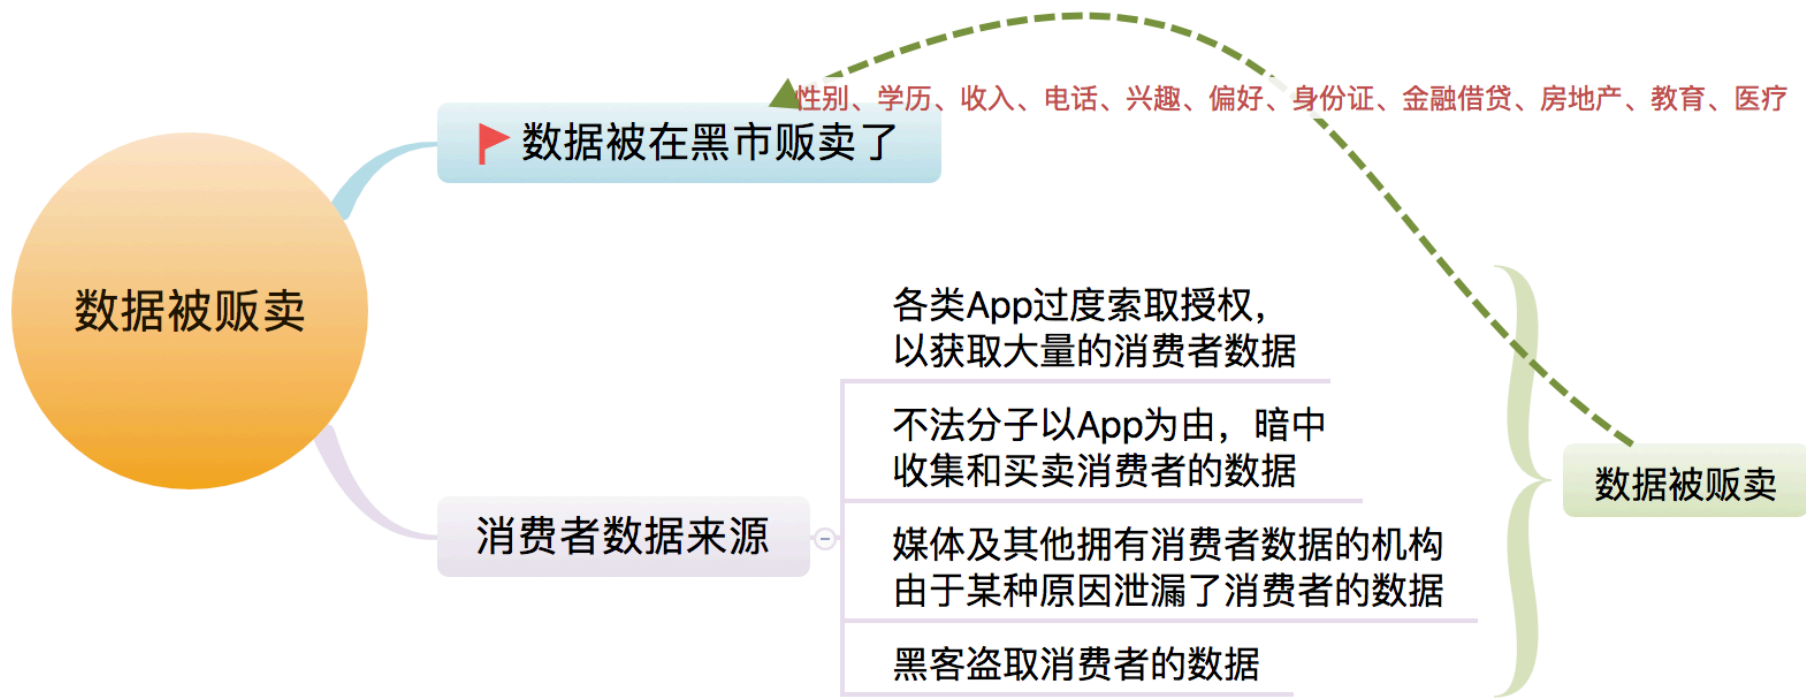 性别、学历、收入、电话、兴趣、偏好、身份证、金融借贷、房地产、教育、医疗
数据被在黑市贩卖了
数据被贩卖
各类App过度索取授权，
以获取大量的消费者数据
不法分子以App为由，暗中
收集和买卖消费者的数据
数据被贩卖
消费者数据来源
媒体及其他拥有消费者数据的机构
由于某种原因泄漏了消费者的数据
黑客盗取消费者的数据